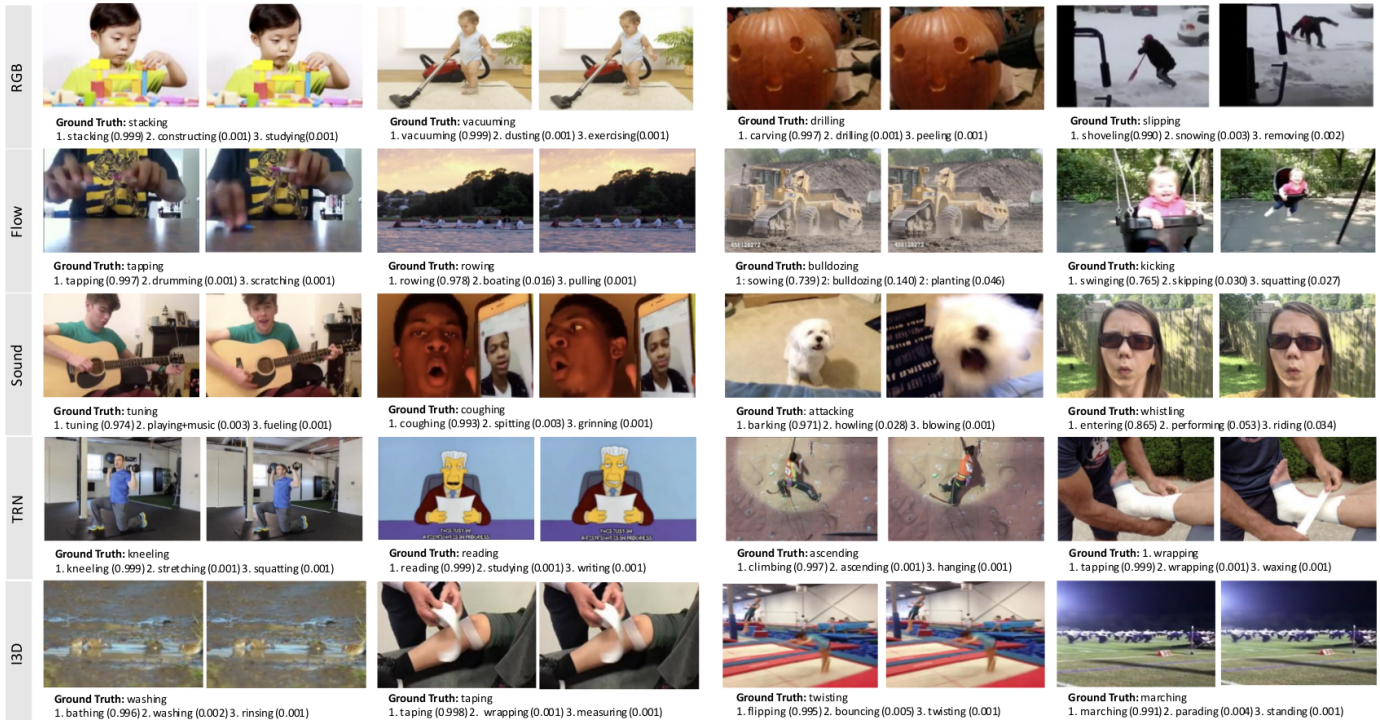 RGB
Ground Truth: stacking
1. stacking (0.999) 2. constructing (0.001) 3. studying(0.001)
Ground Truth: vacuuming
1. vacuuming (0.999) 2. dusting (0.001) 3.exercising(0.001)
Ground Truth: drilling
1. carving (0.997) 2. drilling (0.001) 3. peeling (0.001)
Ground Truth: slipping
1. shoveling(0.990) 2. snowing (0.003) 3. removing (0.002)
Flow
Ground Truth: tapping
1. tapping (0.997) 2.drumming (0.001) 3. scratching (0.001)
Ground Truth: rowing
1. rowing (0.978) 2. boating (0.016) 3. pulling (0.001)
Ground Truth: bulldozing
1: sowing (0.739) 2: bulldozing (0.140) 2: planting (0.046)
Ground Truth: kicking
1. swinging (0.765) 2.skipping (0.030) 3. squatting (0.027)
Sound
Ground Truth: tuning
1. tuning (0.974) 2. playing+music (0.003) 3. fueling (0.001)
Ground Truth: coughing
1. coughing (0.993) 2. spitting (0.003) 3. grinning (0.001)
Ground Truth: attacking
1. barking (0.971) 2. howling (0.028) 3. blowing (0.001)
Ground Truth: whistling
1. entering (0.865) 2. performing (0.053) 3. riding (0.034)
TRN
Ground Truth: kneeling
1. kneeling (0.999) 2. stretching (0.001) 3. squatting (0.001)
Ground Truth: reading
1. reading (0.999) 2. studying (0.001) 3. writing (0.001)
Ground Truth: ascending
1. climbing (0.997) 2. ascending (0.001) 3. hanging (0.001)
Ground Truth: 1. wrapping
1. tapping (0.999) 2. wrapping (0.001) 3. waxing (0.001)
I3D
Ground Truth: washing
1. bathing (0.996) 2. washing (0.002) 3. rinsing (0.001)
Ground Truth: taping
1. taping (0.998) 2. wrapping (0.001) 3. measuring (0.001)
Ground Truth: twisting
1. flipping (0.995) 2. bouncing (0.005) 3. twisting (0.001)
Ground Truth: marching
1. marching (0.991) 2. parading (0.004) 3. standing (0.001)